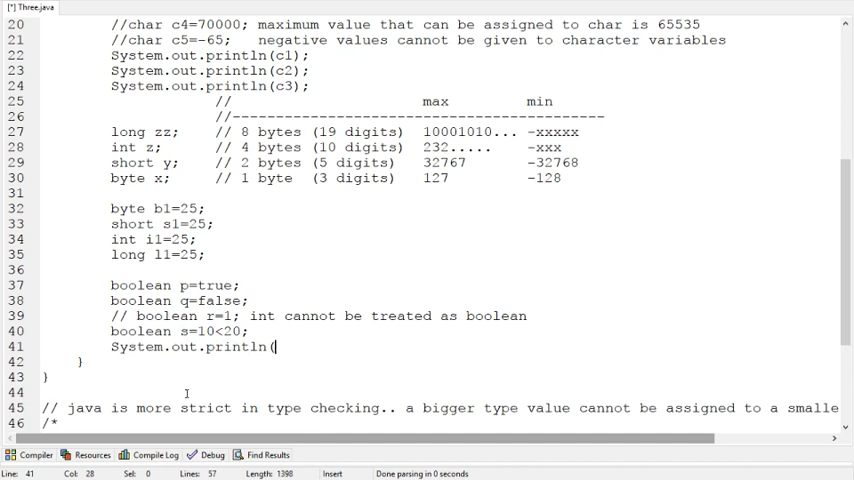 [*] Three.java
20 //char c4=70000; maximum value that can be assigned to char is 65535
21 //char c5=-65;   negative values cannot be given to character variables
22 System.out.println(c1);
23 System.out.println(c2);
24 System.out.println(c3);
25 //                      max         min
26 //-------------------------------------------
27 long zz;    // 8 bytes (19 digits)  10001010... -xxxxx
28 int z;      // 4 bytes (10 digits)  232.....    -xxx
29 short y;    // 2 bytes (5 digits)   32767       -32768
30 byte x;     // 1 byte  (3 digits)   127         -128
31
32 byte b1=25;
33 short s1=25;
34 int i1=25;
35 long l1=25;
36
37 boolean p=true;
38 boolean q=false;
39 // boolean r=1; int cannot be treated as boolean
40 boolean s=10<20;
41 System.out.println(
42 }
43 }
44
45 // java is more strict in type checking.. a bigger type value cannot be assigned to a smalle
46 /*
Compiler Resources Compile Log Debug Find Results
Line: 41 Col: 28 Sel: 0 Lines: 57 Length: 1398 Insert Done parsing in 0 seconds